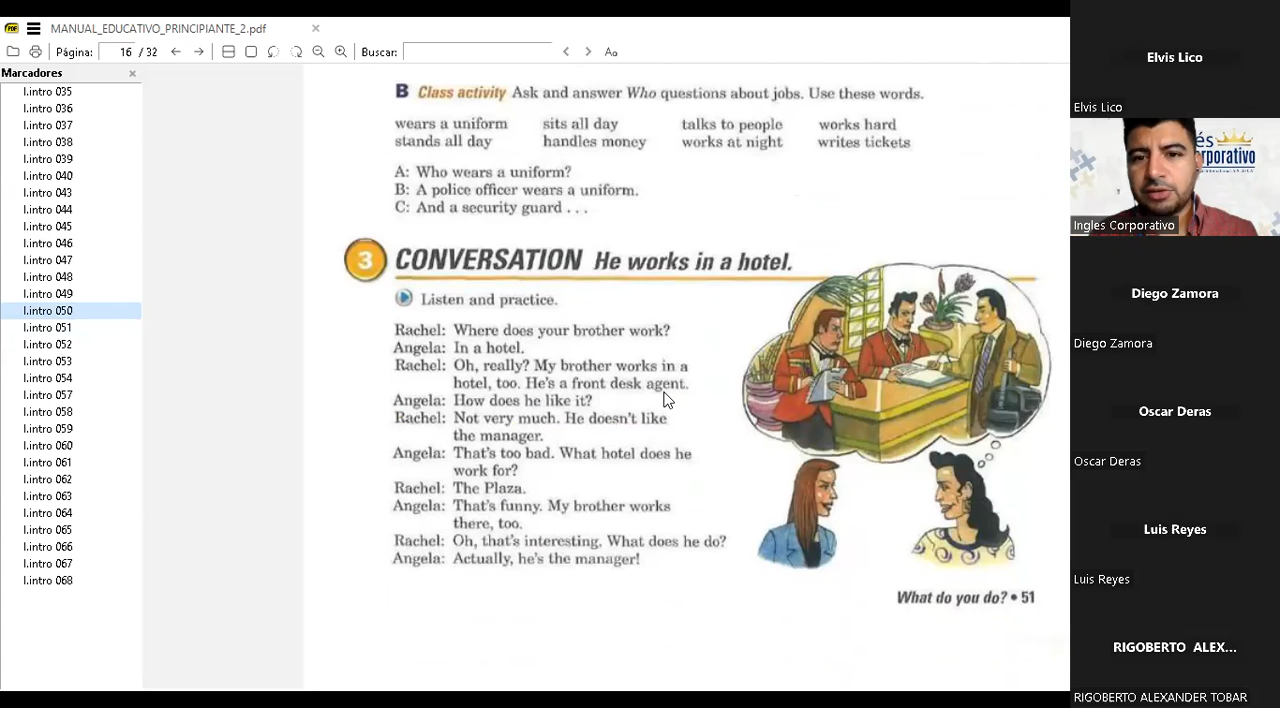 MANUAL_EDUCATIVO_PRINCIPIANTE_2.pdf
Página: 16 / 32
Buscar:
Aa
Marcadores
I.intro 035
I.intro 036
I.intro 037
I.intro 038
I.intro 039
I.intro 040
I.intro 043
I.intro 044
I.intro 045
I.intro 046
I.intro 047
I.intro 048
I.intro 049
I.intro 050
I.intro 051
I.intro 052
I.intro 053
I.intro 054
I.intro 057
I.intro 058
I.intro 059
I.intro 060
I.intro 061
I.intro 062
I.intro 063
I.intro 064
I.intro 065
I.intro 066
I.intro 067
I.intro 068
B Class activity Ask and answer Who questions about jobs. Use these words.
wears a uniform sits all day talks to people works hard
stands all day handles money works at night writes tickets
A: Who wears a uniform?
B: A police officer wears a uniform.
C: And a security guard . . .
3 CONVERSATION He works in a hotel.
Listen and practice.
Rachel: Where does your brother work?
Angela: In a hotel.
Rachel: Oh, really? My brother works in a
hotel, too. He's a front desk agent.
Angela: How does he like it?
Rachel: Not very much. He doesn't like
the manager.
Angela: That's too bad. What hotel does he
work for?
Rachel: The Plaza.
Angela: That's funny. My brother works
there, too.
Rachel: Oh, that's interesting. What does he do?
Angela: Actually, he's the manager!
What do you do? • 51
Elvis Lico
Elvis Lico
és
rporativo
Ingles Corporativo
Diego Zamora
Diego Zamora
Oscar Deras
Oscar Deras
Luis Reyes
Luis Reyes
RIGOBERTO ALEX...
RIGOBERTO ALEXANDER TOBAR